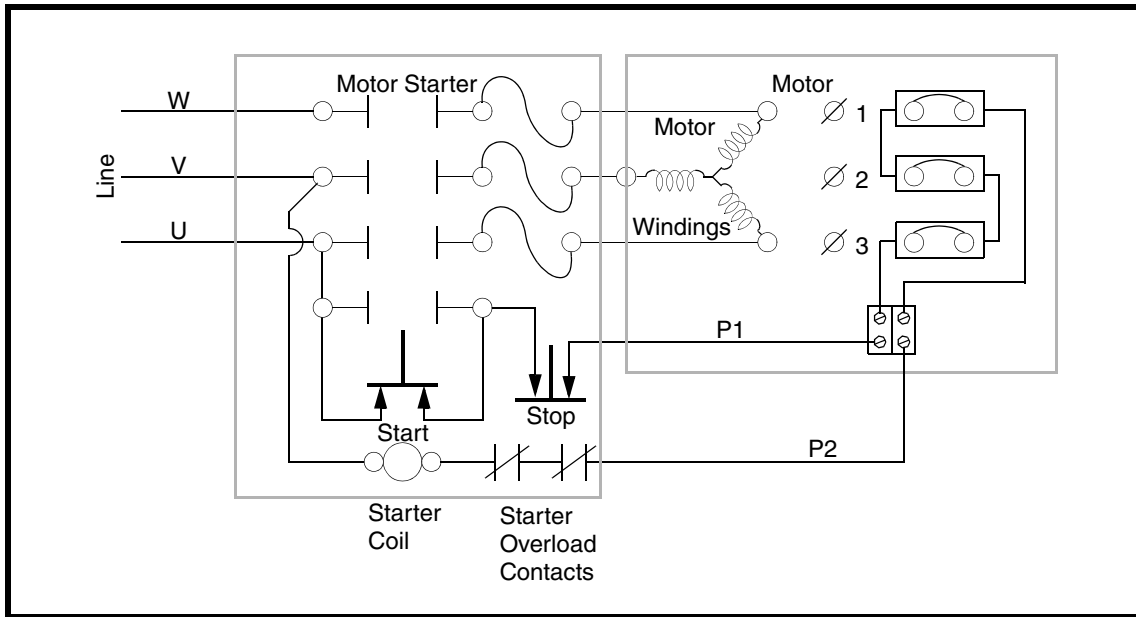 Motor Starter
Motor
W
Motor
1
Line
V
2
U
Windings
3
P1
Stop
Start
P2
Starter
Coil
Starter
Overload
Contacts